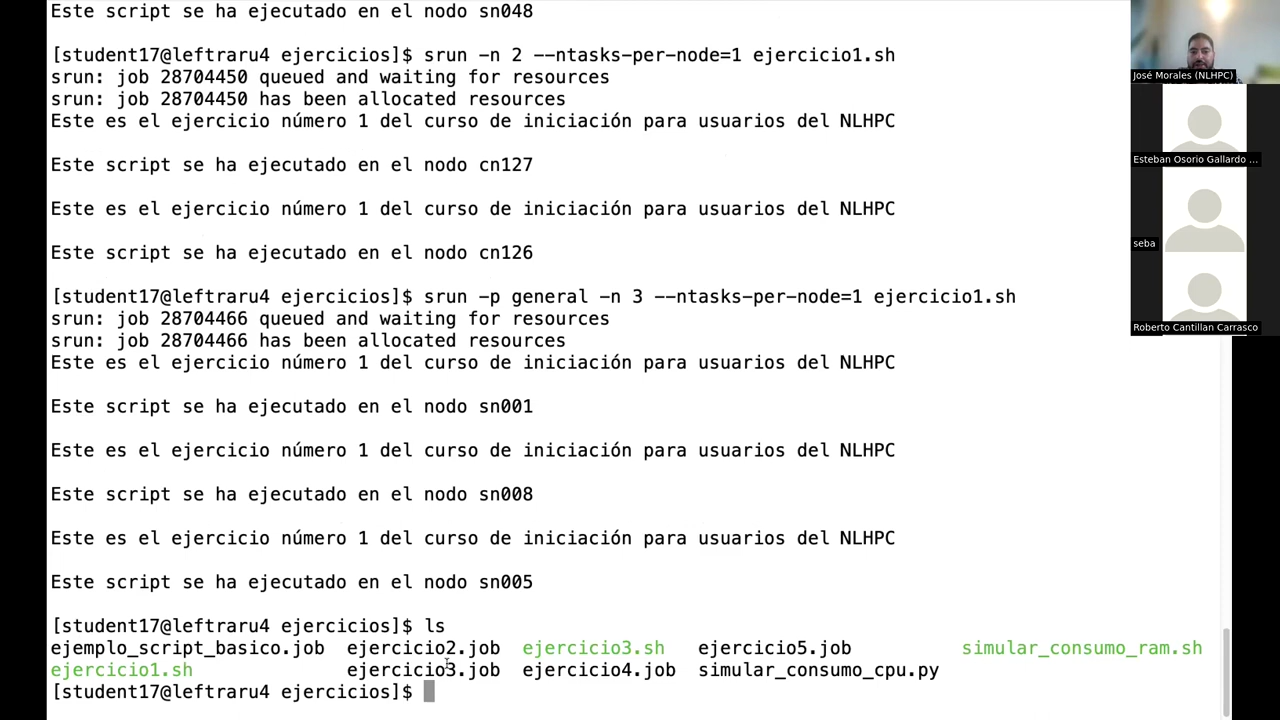 Este script se ha ejecutado en el nodo sn048
[student17@leftraru4 ejercicios]$ srun -n 2 --ntasks-per-node=1 ejercicio1.sh
srun: job 28704450 queued and waiting for resources
srun: job 28704450 has been allocated resources
Este es el ejercicio número 1 del curso de iniciación para usuarios del NLHPC
Este script se ha ejecutado en el nodo cn127
Este es el ejercicio número 1 del curso de iniciación para usuarios del NLHPC
Este script se ha ejecutado en el nodo cn126
[student17@leftraru4 ejercicios]$ srun -p general -n 3 --ntasks-per-node=1 ejercicio1.sh
srun: job 28704466 queued and waiting for resources
srun: job 28704466 has been allocated resources
Este es el ejercicio número 1 del curso de iniciación para usuarios del NLHPC
Este script se ha ejecutado en el nodo sn001
Este es el ejercicio número 1 del curso de iniciación para usuarios del NLHPC
Este script se ha ejecutado en el nodo sn008
Este es el ejercicio número 1 del curso de iniciación para usuarios del NLHPC
Este script se ha ejecutado en el nodo sn005
[student17@leftraru4 ejercicios]$ ls
ejemplo_script_basico.job ejercicio2.job ejercicio3.sh ejercicio5.job simular_consumo_ram.sh
ejercicio1.sh ejercicio3.job ejercicio4.job simular_consumo_cpu.py
[student17@leftraru4 ejercicios]$
José Morales (NLHPC)
Esteban Osorio Gallardo ...
seba
Roberto Cantillan Carrasco